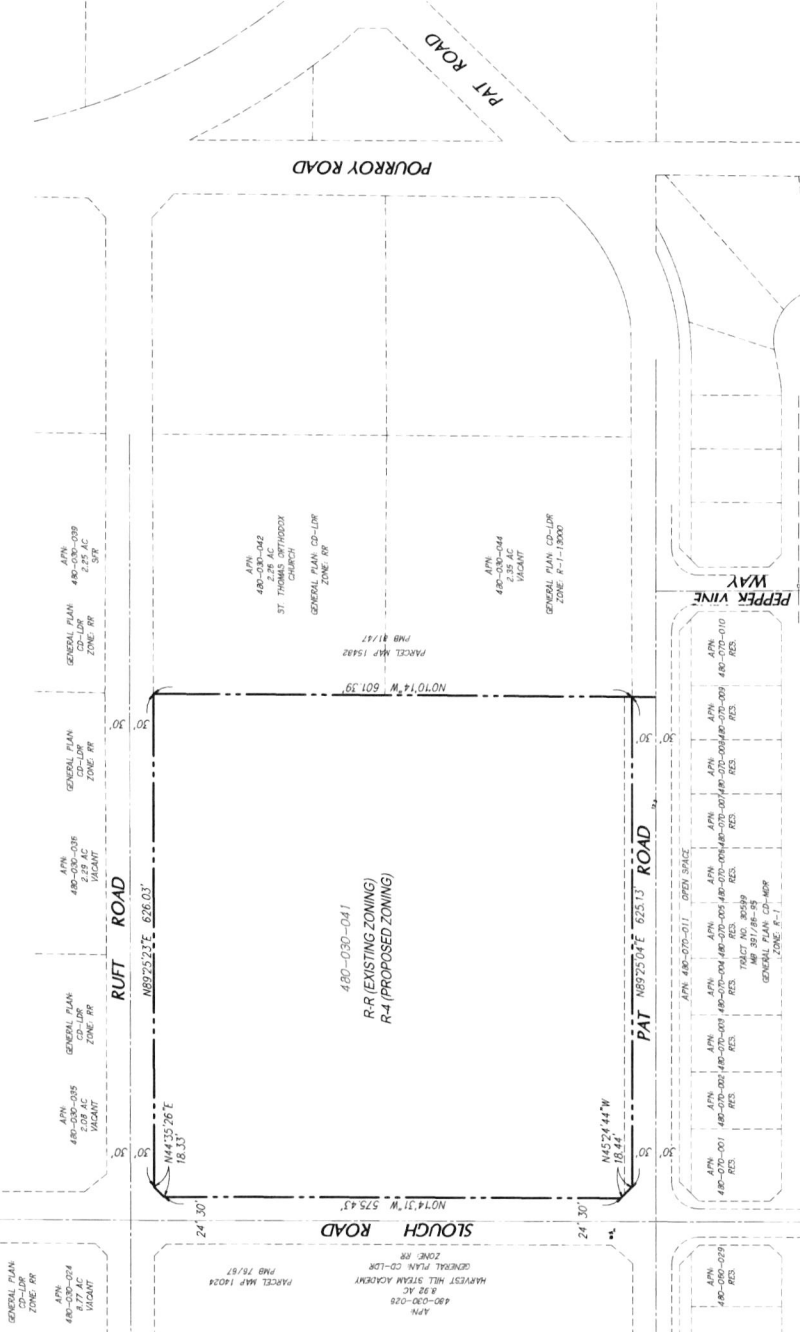 PAT ROAD
POURROY ROAD
APN:
480-030-039
2.25 AC
SFR
GENERAL PLAN:
CD-LDR
ZONE: RR
GENERAL PLAN:
CD-LDR
ZONE: RR
APN:
480-030-036
2.29 AC
VACANT
GENERAL PLAN:
CD-LDR
ZONE: RR
APN:
480-030-035
2.08 AC
VACANT
GENERAL PLAN:
CD-LDR
ZONE: RR
APN:
480-030-024
8.77 AC
VACANT
RUFT ROAD
30'
30'
30'
30'
N89°25'23"E 626.03'
N44°35'26"E
18.33'
APN:
480-030-042
2.26 AC
ST. THOMAS ORTHODOX
CHURCH
GENERAL PLAN: CD-LDR
ZONE: RR
APN:
480-030-044
2.35 AC
VACANT
GENERAL PLAN: CD-LDR
ZONE: R-1-13000
PARCEL MAP 15482
PMB 81/47
N0°10'14"W 601.39'
480-030-041
R-R (EXISTING ZONING)
R-4 (PROPOSED ZONING)
N0°14'31"W 575.43'
24'
30'
24'
30'
SLOUGH ROAD
PARCEL MAP 14024
PMB 76/67
APN:
480-030-028
8.92 AC
HARVEST HILL STEAM ACADEMY
GENERAL PLAN: CD-LDR
ZONE: RR
N45°24'44"W
18.44'
PAT ROAD
N89°25'04"E 625.13'
30'
30'
30'
30'
PEPPER VINE
WAY
APN: 480-070-011 OPEN SPACE
APN:
480-070-010
RES.
APN:
480-070-009
RES.
APN:
480-070-008
RES.
APN:
480-070-007
RES.
APN:
480-070-006
RES.
APN:
480-070-005
RES.
APN:
480-070-004
RES.
APN:
480-070-003
RES.
APN:
480-070-002
RES.
APN:
480-070-001
RES.
TRACT NO. 30599
MB 391/86-95
GENERAL PLAN: CD-MDR
ZONE: R-1
APN:
480-060-029
RES.